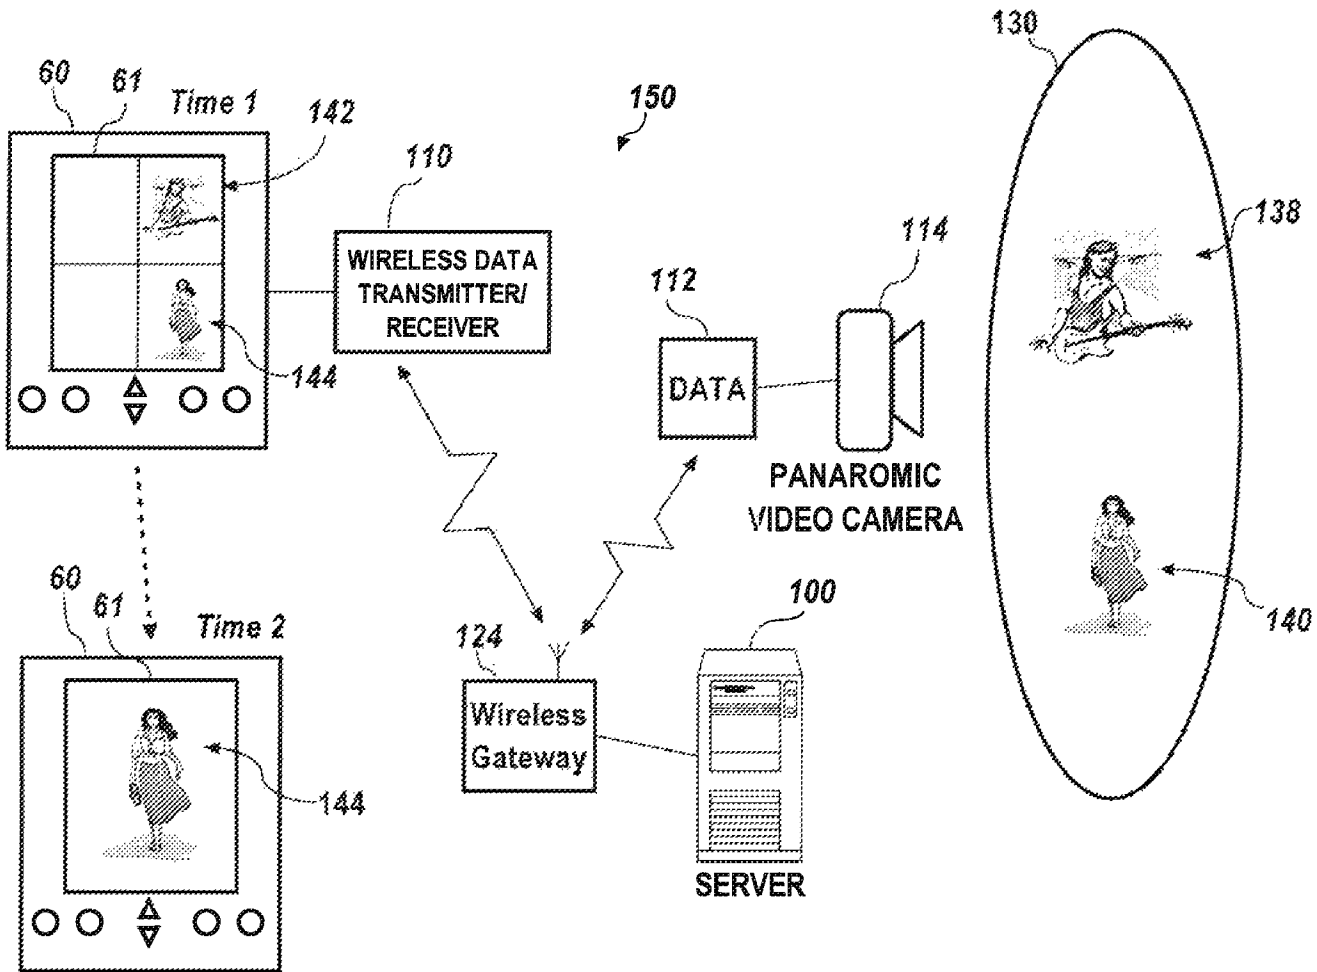 130
60
61
Time 1
142
150
110
138
114
WIRELESS DATA
TRANSMITTER/
RECEIVER
112
144
DATA
PANAROMIC
VIDEO CAMERA
60
61
Time 2
124
100
140
Wireless
Gateway
144
SERVER